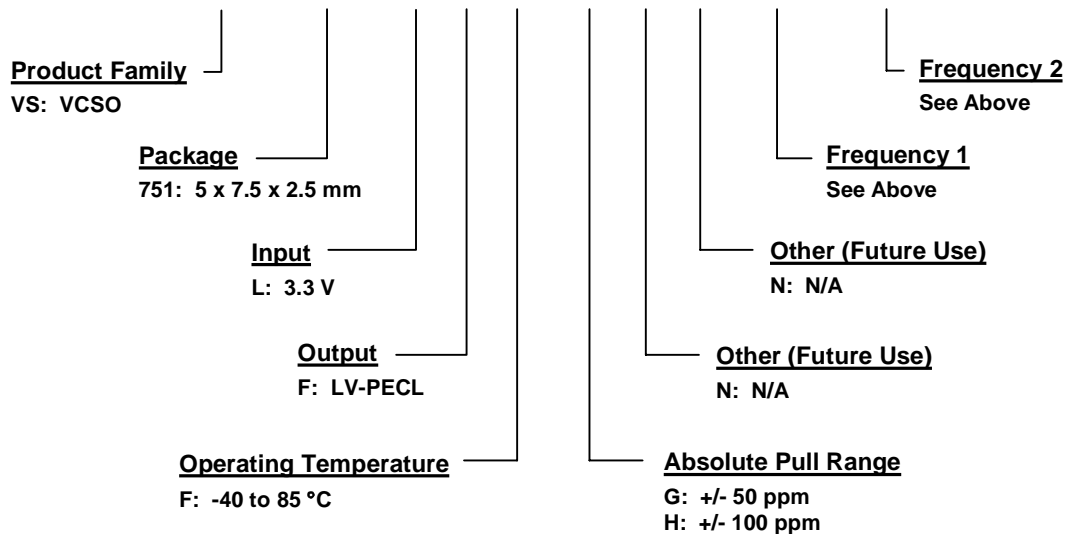 Product Family
VS: VCSO
Frequency 2
See Above
Package
751: 5 x 7.5 x 2.5 mm
Frequency 1
See Above
Input
L: 3.3 V
Other (Future Use)
N: N/A
Output
F: LV-PECL
Other (Future Use)
N: N/A
Operating Temperature
F: -40 to 85 °C
Absolute Pull Range
G: +/- 50 ppm
H: +/- 100 ppm